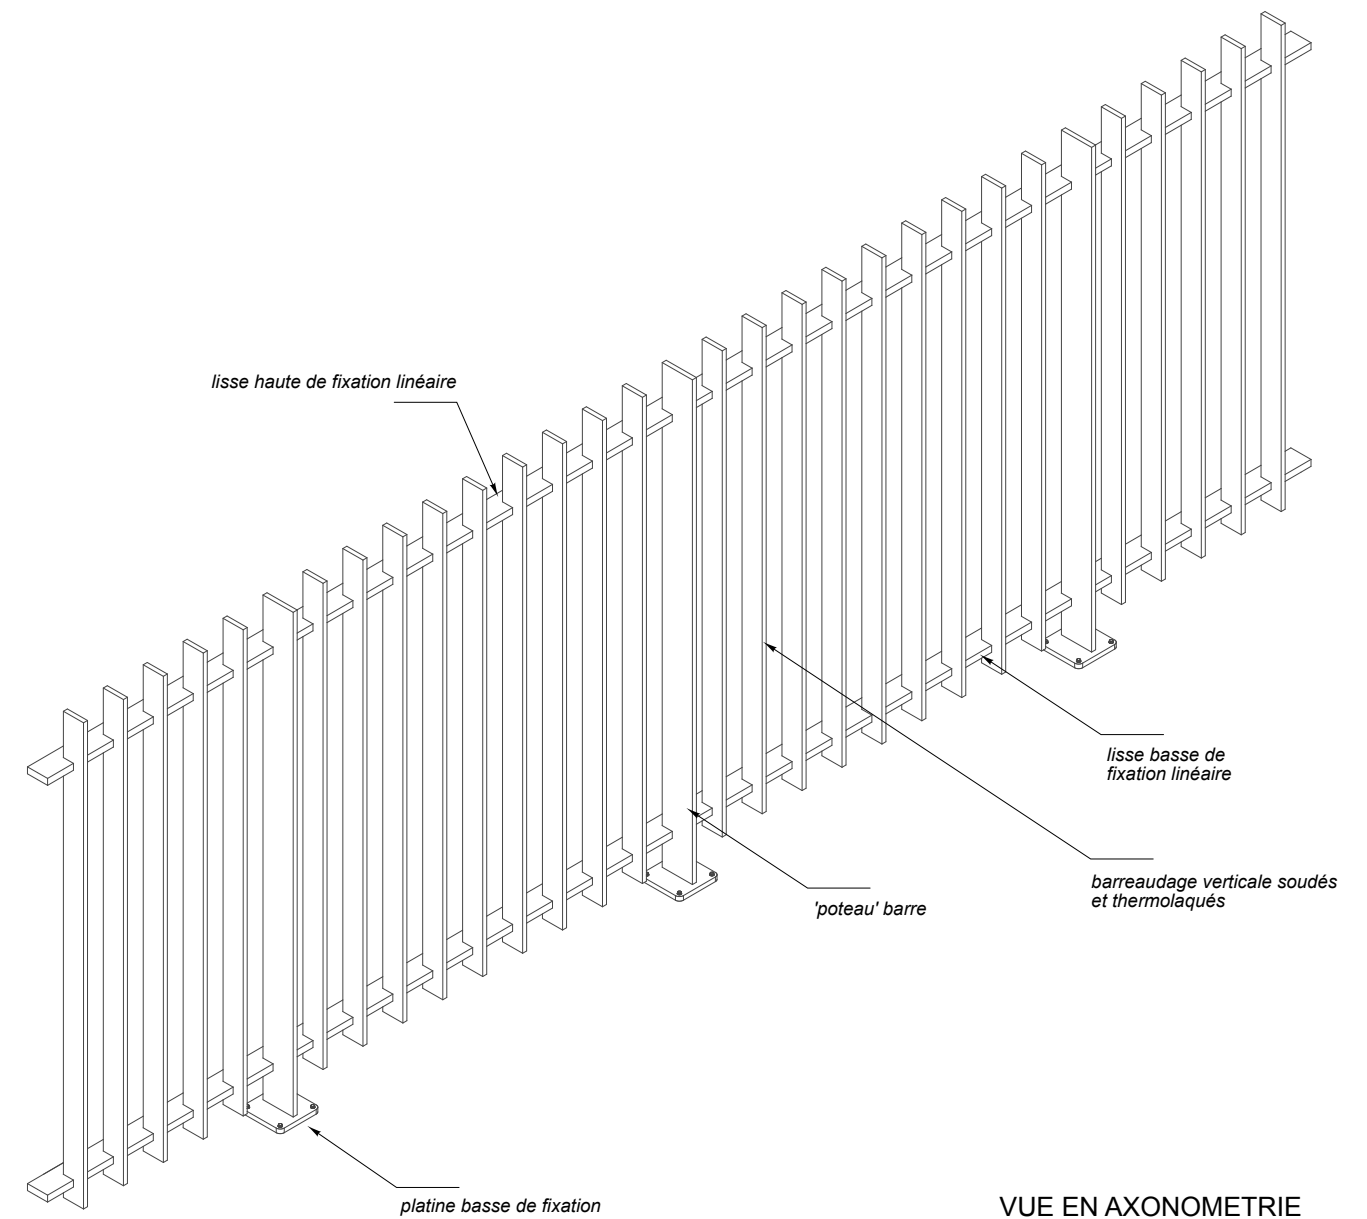 lisse haute de fixation linéaire
lisse basse de
fixation linéaire
barreaudage verticale soudés
et thermolaqués
'poteau' barre
platine basse de fixation
VUE EN AXONOMETRIE